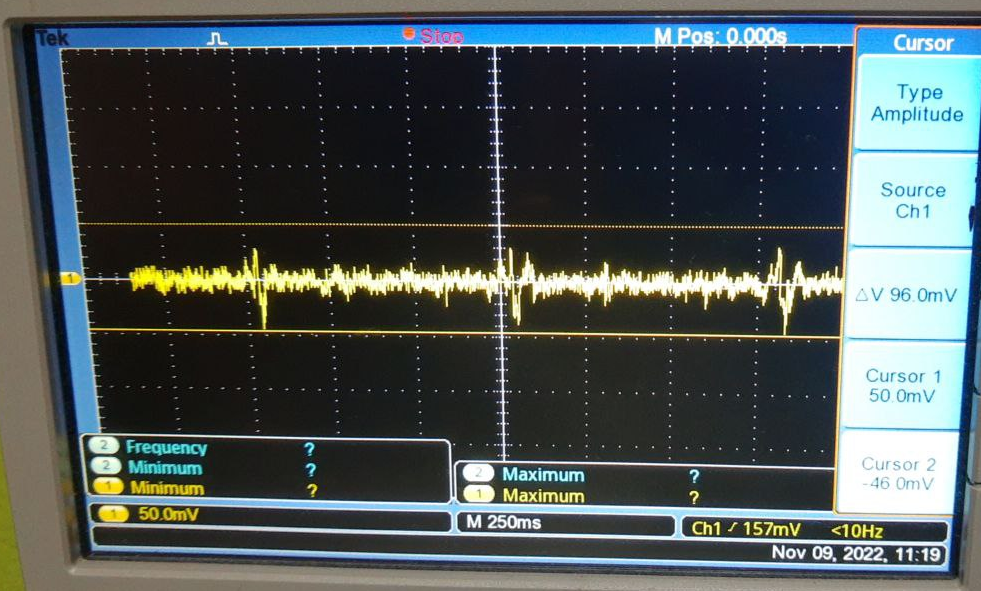 Tek
Stop
M Pos: 0.000s
Cursor
Type
Amplitude
Source
Ch1
△V 96.0mV
Cursor 1
50.0mV
Cursor 2
-46.0mV
1
2 Frequency ?
2 Minimum ?
1 Minimum ?
2 Maximum ?
1 Maximum ?
1 50.0mV
M 250ms
Ch1 / 157mV <10Hz
Nov 09, 2022, 11:19